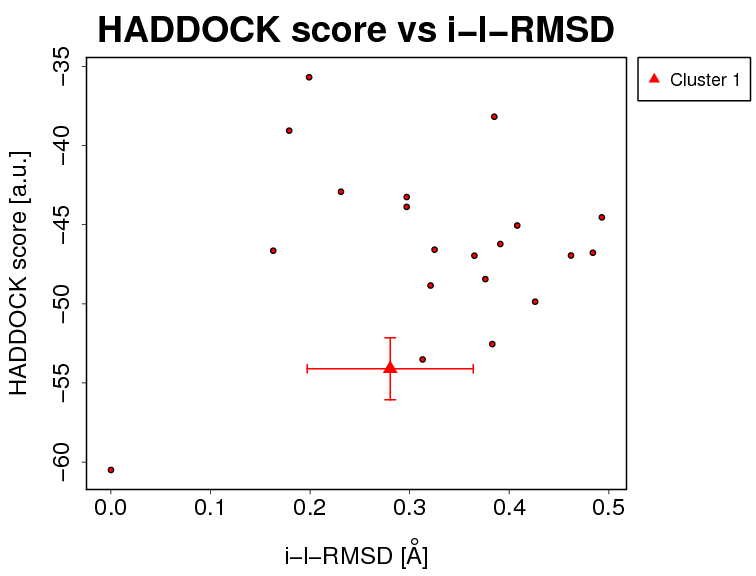 HADDOCK score vs i−l−RMSD
Cluster 1
HADDOCK score [a.u.]
−35
−40
−45
−50
−55
−60
0.0 0.1 0.2 0.3 0.4 0.5
i−l−RMSD [Å]